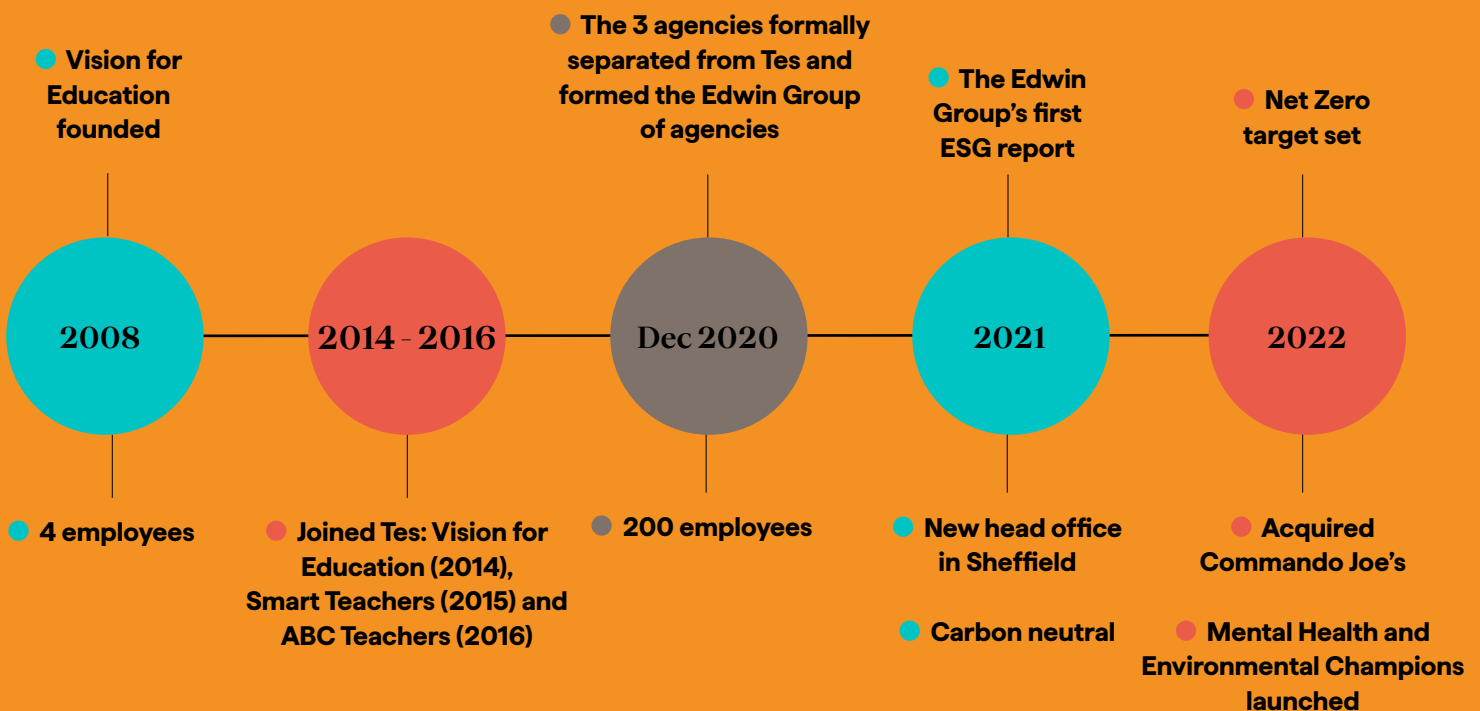 Vision for
Education
founded
The 3 agencies formally
separated from Tes and
formed the Edwin Group
of agencies
The Edwin
Group’s first
ESG report
Net Zero
target set
2008
2014 - 2016
Dec 2020
2021
2022
4 employees
Joined Tes: Vision for
Education (2014),
Smart Teachers (2015) and
ABC Teachers (2016)
200 employees
New head office
in Sheffield
Carbon neutral
Acquired
Commando Joe’s
Mental Health and
Environmental Champions
launched